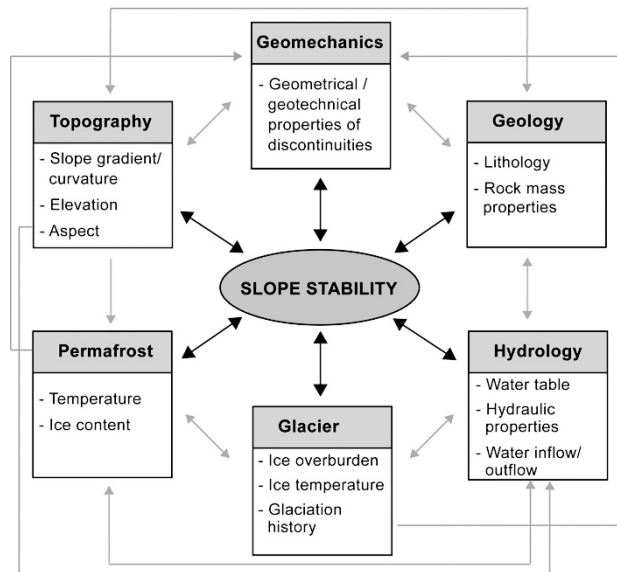 Geomechanics
- Geometrical /
geotechnical
properties of
discontinuities
Topography
- Slope gradient/
curvature
- Elevation
- Aspect
Geology
- Lithology
- Rock mass
properties
SLOPE STABILITY
Permafrost
- Temperature
- Ice content
Glacier
- Ice overburden
- Ice temperature
- Glaciation
history
Hydrology
- Water table
- Hydraulic
properties
- Water inflow/
outflow